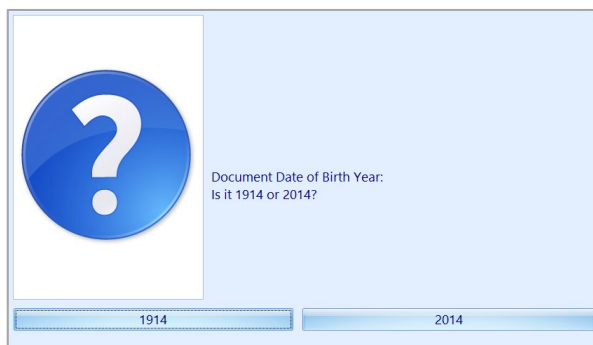 ?
Document Date of Birth Year:
Is it 1914 or 2014?
1914
2014